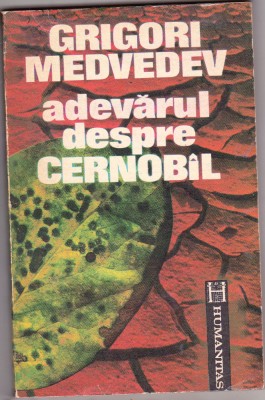 GRIGORI
MEDVEDEV
adevărul
despre
CERNOBÎL
HUMANITAS